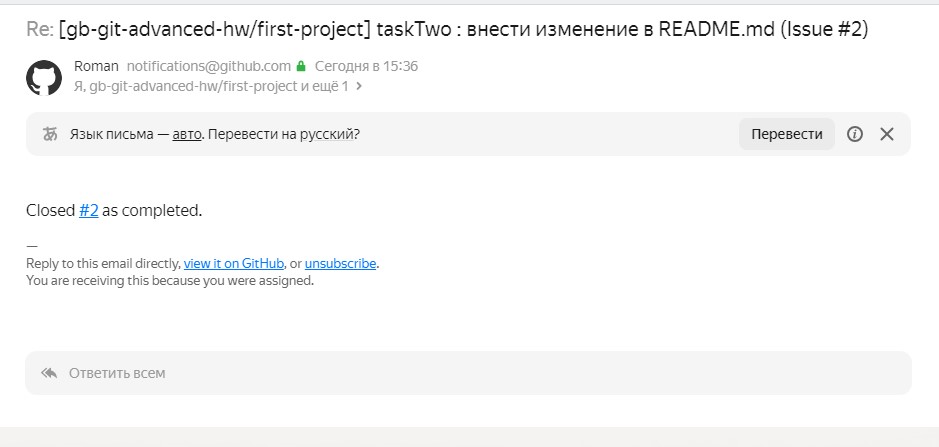 Re: [gb-git-advanced-hw/first-project] taskTwo : внести изменение в README.md (Issue #2)
Roman notifications@github.com Сегодня в 15:36
Я, gb-git-advanced-hw/first-project и ещё 1 >
あ Язык письма — авто. Перевести на русский? Перевести
Closed #2 as completed.
—
Reply to this email directly, view it on GitHub, or unsubscribe.
You are receiving this because you were assigned.
Ответить всем